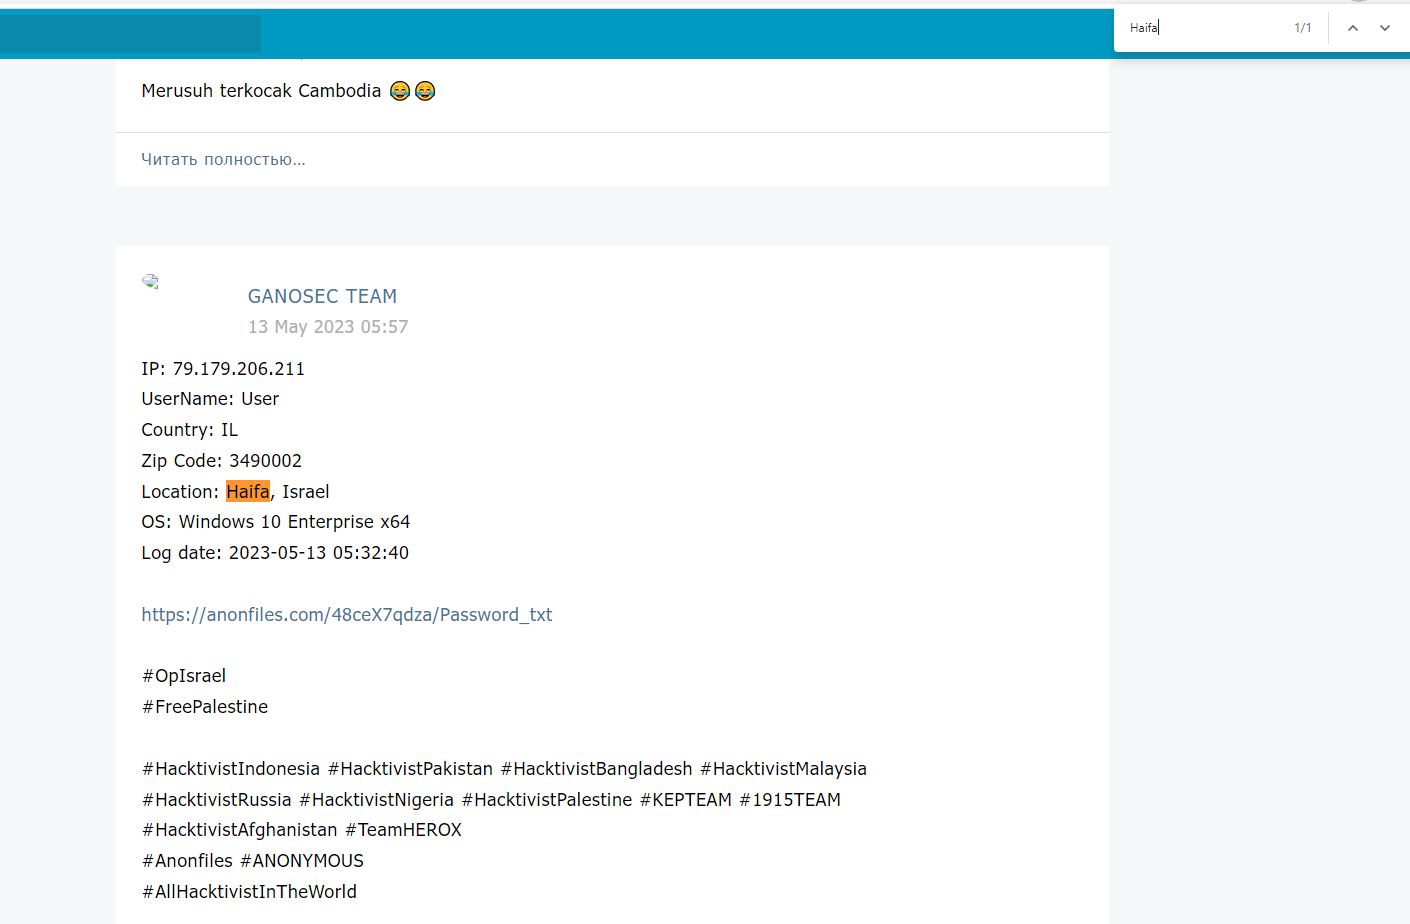 Haifa 1/1
Merusuh terkocak Cambodia 😂😂
Читать полностью…
GANOSEC TEAM
13 May 2023 05:57
IP: 79.179.206.211
UserName: User
Country: IL
Zip Code: 3490002
Location: Haifa, Israel
OS: Windows 10 Enterprise x64
Log date: 2023-05-13 05:32:40
https://anonfiles.com/48ceX7qdza/Password_txt
#OpIsrael
#FreePalestine
#HacktivistIndonesia #HacktivistPakistan #HacktivistBangladesh #HacktivistMalaysia
#HacktivistRussia #HacktivistNigeria #HacktivistPalestine #KEPTEAM #1915TEAM
#HacktivistAfghanistan #TeamHEROX
#Anonfiles #ANONYMOUS
#AllHacktivistInTheWorld